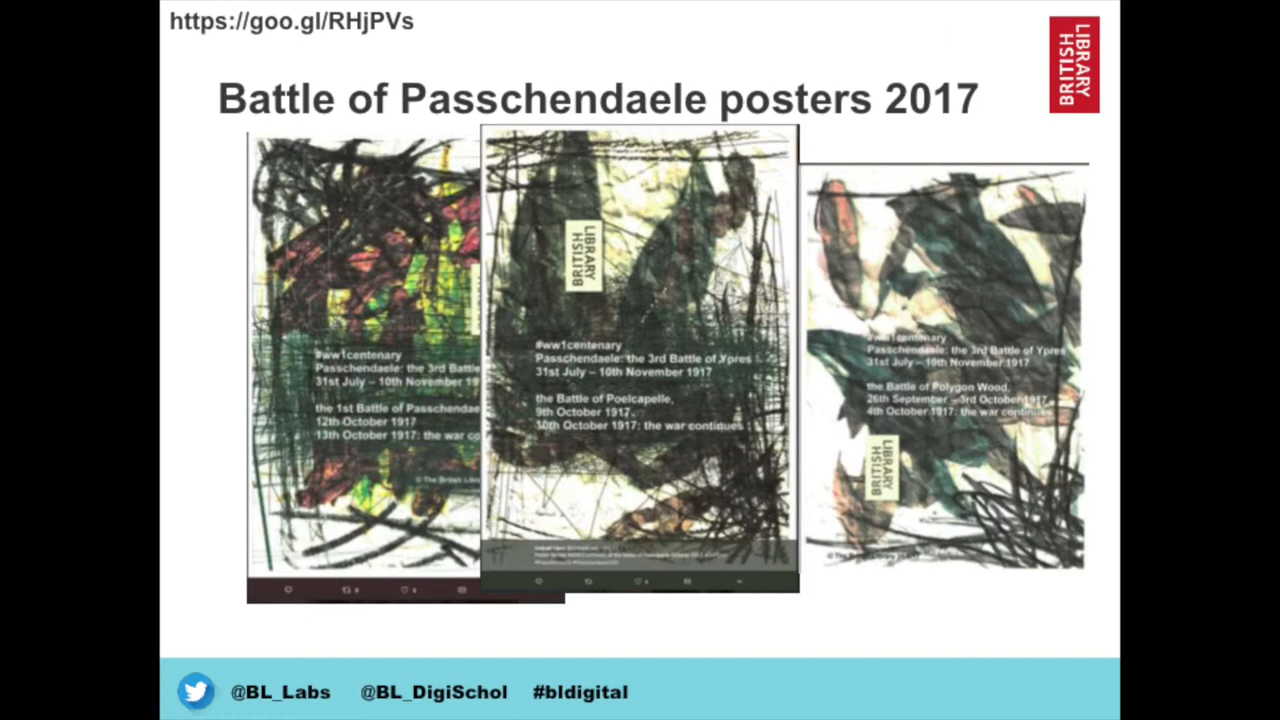 https://goo.gl/RHjPVs
LIBRARY
BRITISH
Battle of Passchendaele posters 2017
#ww1centenary
Passchendaele: the 3rd Battle
31st July – 10th November 19
the 1st Battle of Passchendae
12th October 1917
13th October 1917: the war co
LIBRARY
BRITISH
#ww1centenary
Passchendaele: the 3rd Battle of Ypres
31st July – 10th November 1917
the Battle of Poelcapelle,
9th October 1917.
10th October 1917: the war continues
#ww1centenary
Passchendaele: the 3rd Battle of Ypres
31st July – 10th November 1917
the Battle of Polygon Wood,
26th September – 3rd October 1917
4th October 1917: the war continues
LIBRARY
BRITISH
@BL_Labs @BL_DigiSchol #bldigital